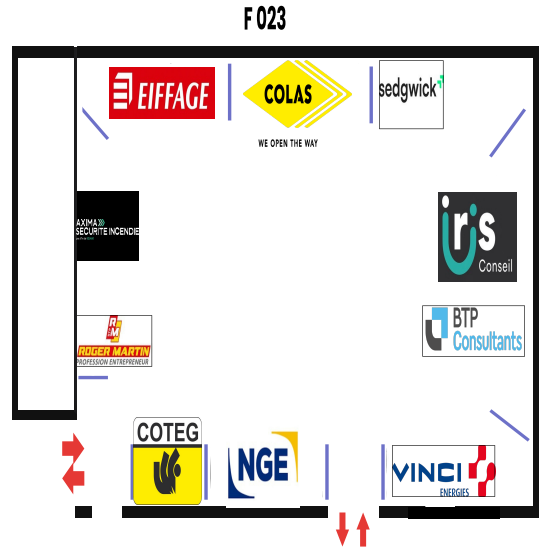 F 023
EIFFAGE
COLAS
WE OPEN THE WAY
sedgwick
AXIMA
SECURITE INCENDIE
iris
Conseil
BTP
Consultants
R
M
ROGER MARTIN
PROFESSION ENTREPRENEUR
COTEG
NGE
VINCI
ENERGIES